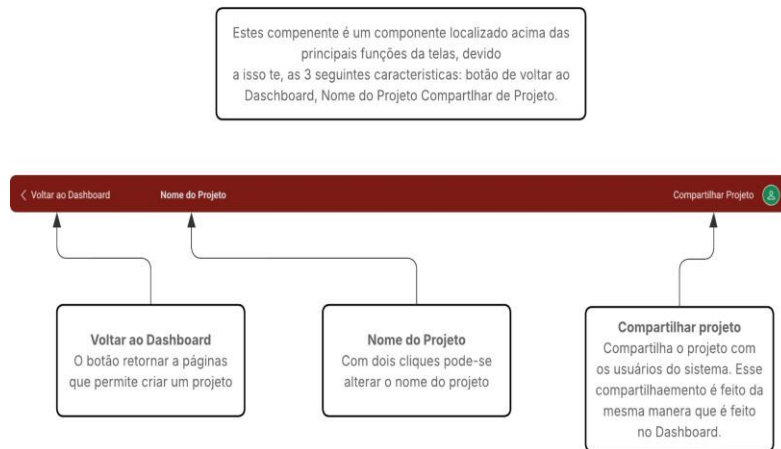 Estes compenente é um componente localizado acima das
principais funções da telas, devido
a isso te, as 3 seguintes caracteristicas: botão de voltar ao
Daschboard, Nome do Projeto Compartlhar de Projeto.
< Voltar ao Dashboard
Nome do Projeto
Compartilhar Projeto
Voltar ao Dashboard
O botão retornar a páginas
que permite criar um projeto
Nome do Projeto
Com dois cliques pode-se
alterar o nome do projeto
Compartilhar projeto
Compartilha o projeto com
os usuários do sistema. Esse
compartilhaemento é feito da
mesma manera que é feito
no Dashboard.